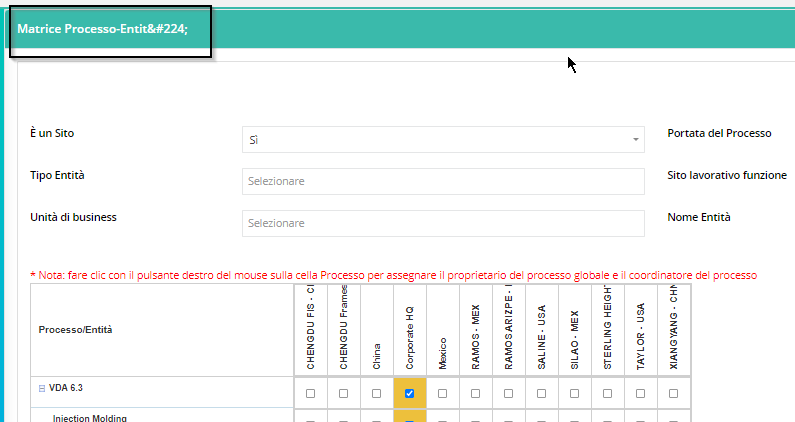 Matrice Processo-Entit&#224;
È un Sito
Sì
Portata del Processo
Tipo Entità
Selezionare
Sito lavorativo funzione
Unità di business
Selezionare
Nome Entità
* Nota: fare clic con il pulsante destro del mouse sulla cella Processo per assegnare il proprietario del processo globale e il coordinatore del processo
Processo/Entità
CHENGDU FIS -
CHENGDU Frames
China
Corporate HQ
Mexico
RAMOS - MEX
RAMOS ARIZPE -
SALINE - USA
SILAO - MEX
STERLING HEIGHT
TAYLOR - USA
XIANGYANG - CHN
VDA 6.3
Injection Molding